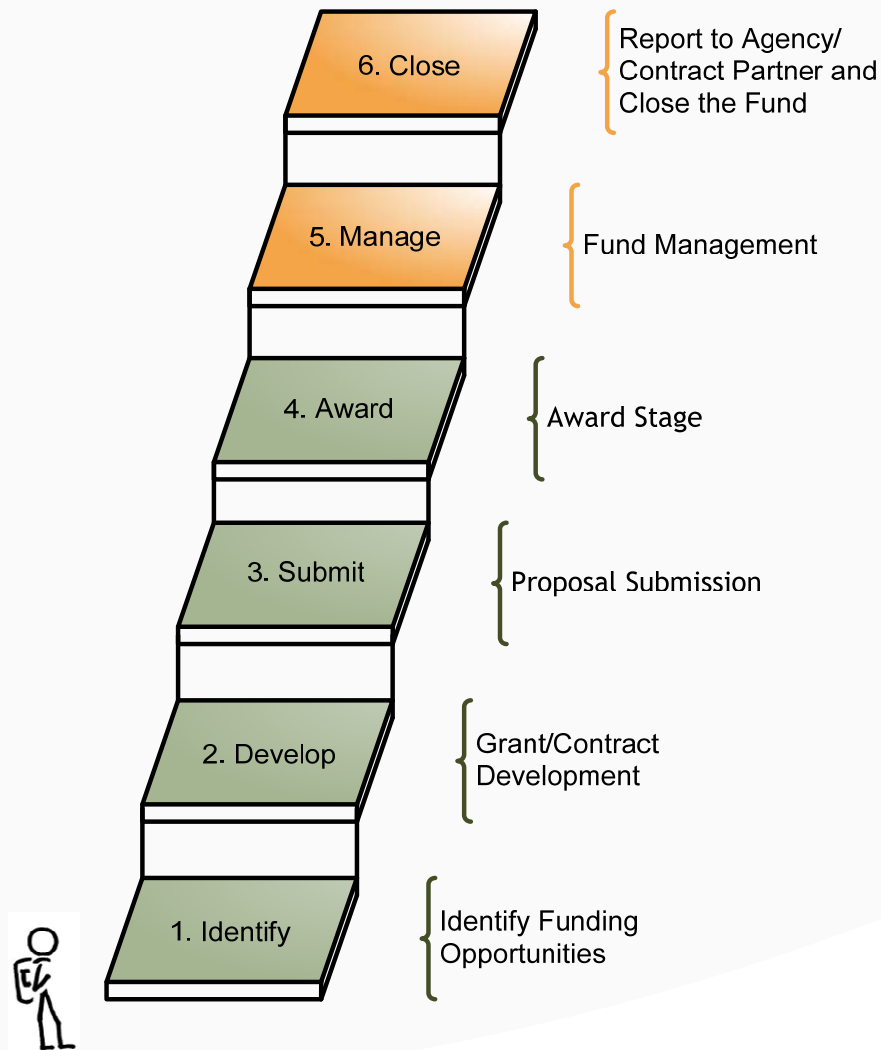 6. Close
Report to Agency/
Contract Partner and
Close the Fund
5. Manage
Fund Management
4. Award
Award Stage
3. Submit
Proposal Submission
2. Develop
Grant/Contract
Development
1. Identify
Identify Funding
Opportunities